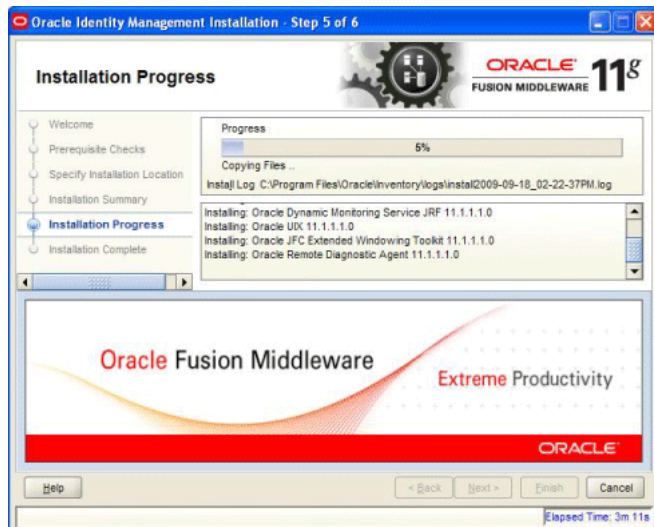 Oracle Identity Management Installation - Step 5 of 6
Installation Progress
ORACLE
FUSION MIDDLEWARE 11g
Welcome
Prerequisite Checks
Specify Installation Location
Installation Summary
Installation Progress
Installation Complete
Progress
5%
Copying Files ..
Install Log C:\Program Files\Oracle\Inventory\logs\install2009-09-18_02-22-37PM.log
Installing: Oracle Dynamic Monitoring Service JRF 11.1.1.1.0
Installing: Oracle UIX 11.1.1.1.0
Installing: Oracle JFC Extended Windowing Toolkit 11.1.1.1.0
Installing: Oracle Remote Diagnostic Agent 11.1.1.1.0
Oracle Fusion Middleware
Extreme Productivity
ORACLE
Help
< Back
Next >
Finish
Cancel
Elapsed Time: 3m 11s